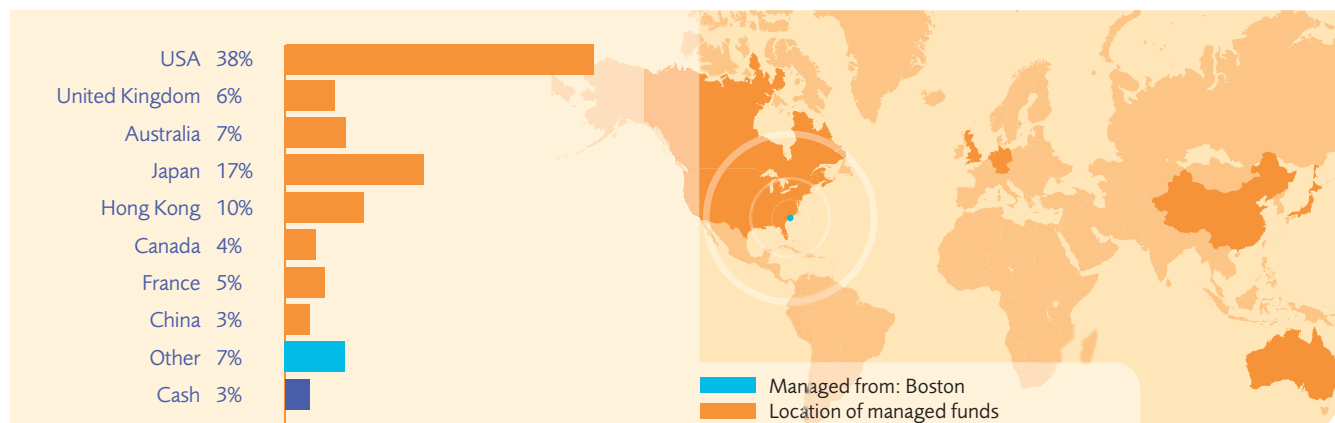 USA 38%
United Kingdom 6%
Australia 7%
Japan 17%
Hong Kong 10%
Canada 4%
France 5%
China 3%
Other 7%
Cash 3%
Managed from: Boston
Location of managed funds